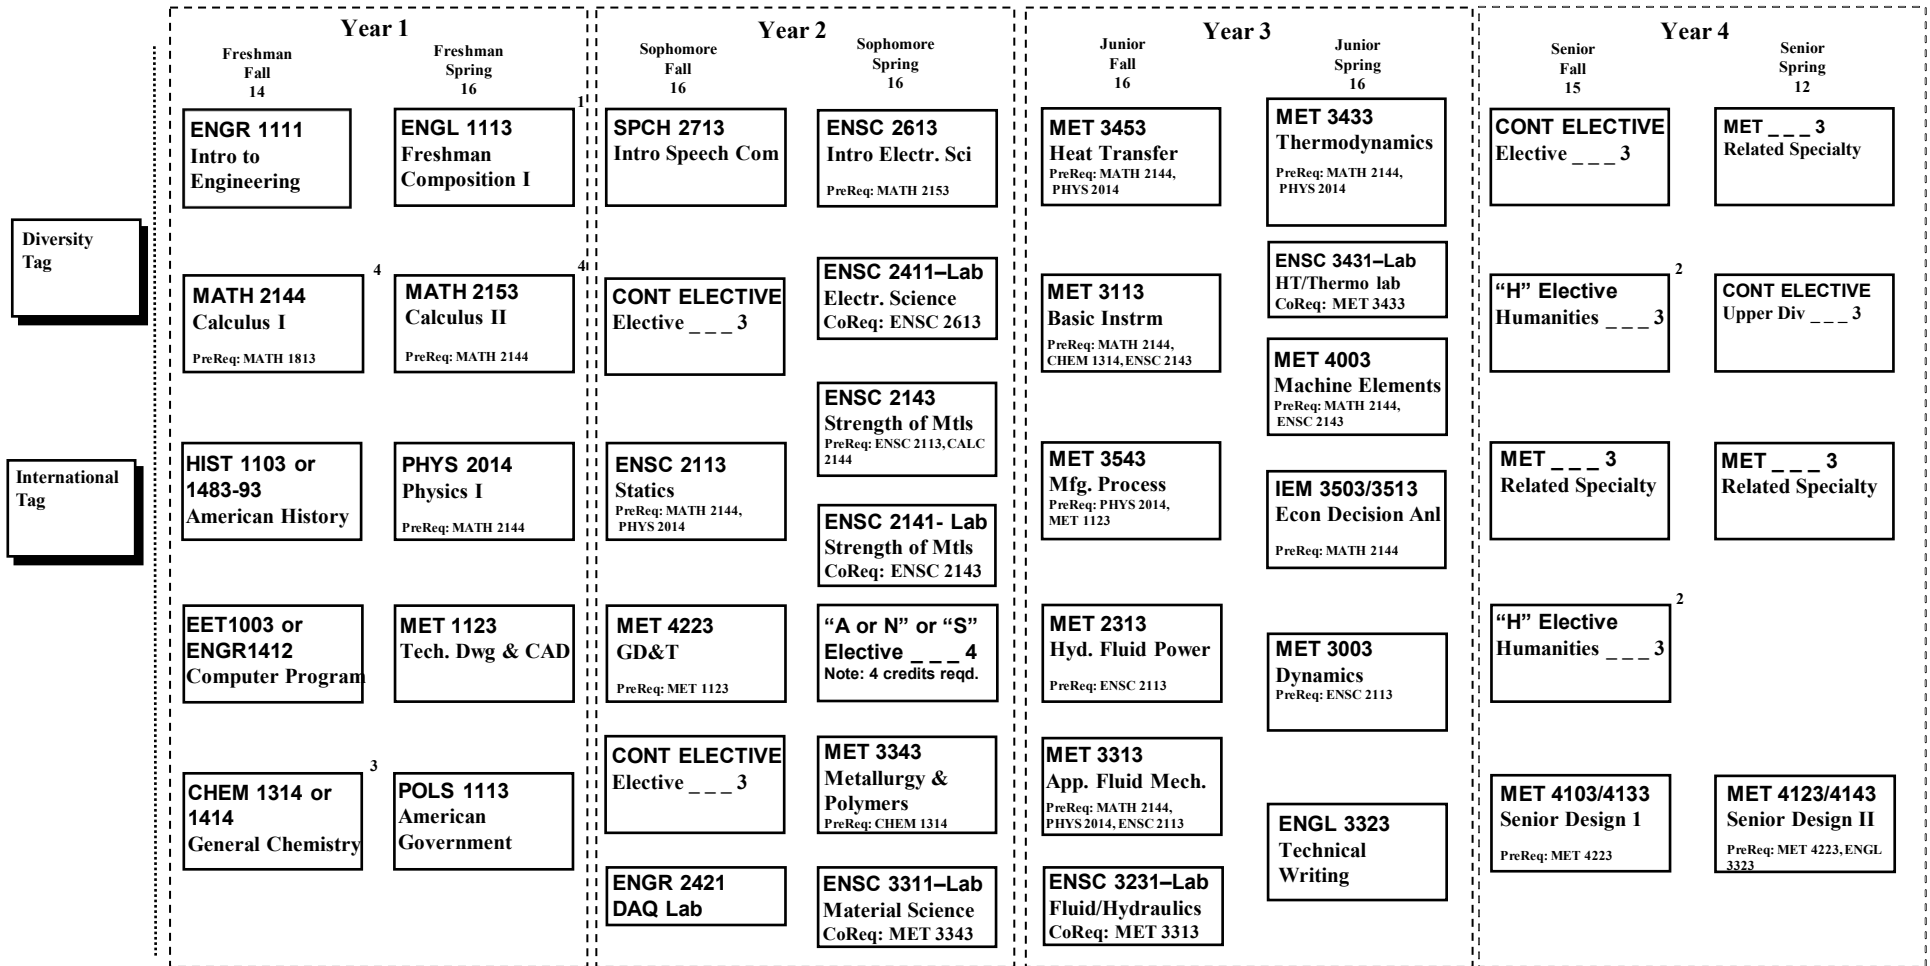 Diversity
Tag
International
Tag
Year 1
Freshman
Fall
14
ENGR 1111
Intro to
Engineering
4
MATH 2144
Calculus I
PreReq: MATH 1813
HIST 1103 or
1483-93
American History
EET1003 or
ENGR1412
Computer Program
3
CHEM 1314 or
1414
General Chemistry
Freshman
Spring
16
1
ENGL 1113
Freshman
Composition I
4
MATH 2153
Calculus II
PreReq: MATH 2144
PHYS 2014
Physics I
PreReq: MATH 2144
MET 1123
Tech. Dwg & CAD
POLS 1113
American
Government
Year 2
Sophomore
Fall
16
SPCH 2713
Intro Speech Com
CONT ELECTIVE
Elective _ _ _ 3
ENSC 2113
Statics
PreReq: MATH 2144,
PHYS 2014
MET 4223
GD&T
PreReq: MET 1123
CONT ELECTIVE
Elective _ _ _ 3
ENGR 2421
DAQ Lab
Sophomore
Spring
16
ENSC 2613
Intro Electr. Sci
PreReq: MATH 2153
ENSC 2411–Lab
Electr. Science
CoReq: ENSC 2613
ENSC 2143
Strength of Mtls
PreReq: ENSC 2113, CALC
2144
ENSC 2141- Lab
Strength of Mtls
CoReq: ENSC 2143
“A or N” or “S”
Elective _ _ _ 4
Note: 4 credits reqd.
MET 3343
Metallurgy &
Polymers
PreReq: CHEM 1314
ENSC 3311–Lab
Material Science
CoReq: MET 3343
Year 3
Junior
Fall
16
MET 3453
Heat Transfer
PreReq: MATH 2144,
PHYS 2014
MET 3113
Basic Instrm
PreReq: MATH 2144,
CHEM 1314, ENSC 2143
MET 3543
Mfg. Process
PreReq: PHYS 2014,
MET 1123
MET 2313
Hyd. Fluid Power
PreReq: ENSC 2113
MET 3313
App. Fluid Mech.
PreReq: MATH 2144,
PHYS 2014, ENSC 2113
ENSC 3231–Lab
Fluid/Hydraulics
CoReq: MET 3313
Junior
Spring
16
MET 3433
Thermodynamics
PreReq: MATH 2144,
PHYS 2014
ENSC 3431–Lab
HT/Thermo lab
CoReq: MET 3433
MET 4003
Machine Elements
PreReq: MATH 2144,
ENSC 2143
IEM 3503/3513
Econ Decision Anl
PreReq: MATH 2144
MET 3003
Dynamics
PreReq: ENSC 2113
ENGL 3323
Technical
Writing
Year 4
Senior
Fall
15
CONT ELECTIVE
Elective _ _ _ 3
2
“H” Elective
Humanities _ _ _ 3
MET _ _ _ 3
Related Specialty
2
“H” Elective
Humanities _ _ _ 3
MET 4103/4133
Senior Design 1
PreReq: MET 4223
Senior
Spring
12
MET _ _ _ 3
Related Specialty
CONT ELECTIVE
Upper Div _ _ _ 3
MET _ _ _ 3
Related Specialty
MET 4123/4143
Senior Design II
PreReq: MET 4223, ENGL
3323